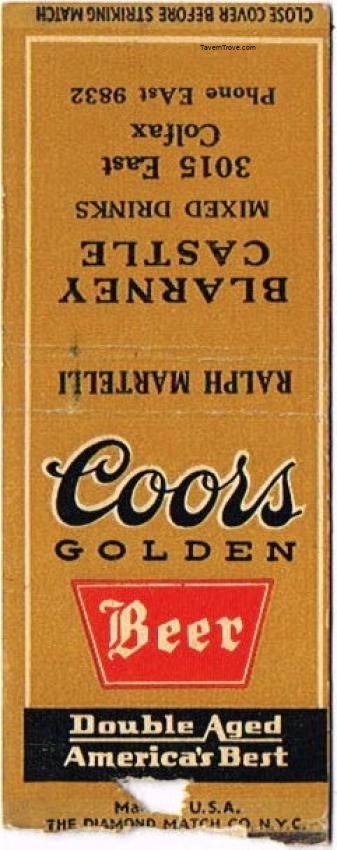 CLOSE COVER BEFORE STRIKING MATCH
TavernTrove.com
Phone EAst 9832
Colfax
3015 East
MIXED DRINKS
CASTLE
BLARNEY
RALPH MARTELLI
Coors
GOLDEN
Beer
Double Aged
America's Best
U.S.A.
THE DIAMOND MATCH CO. N.Y.C.